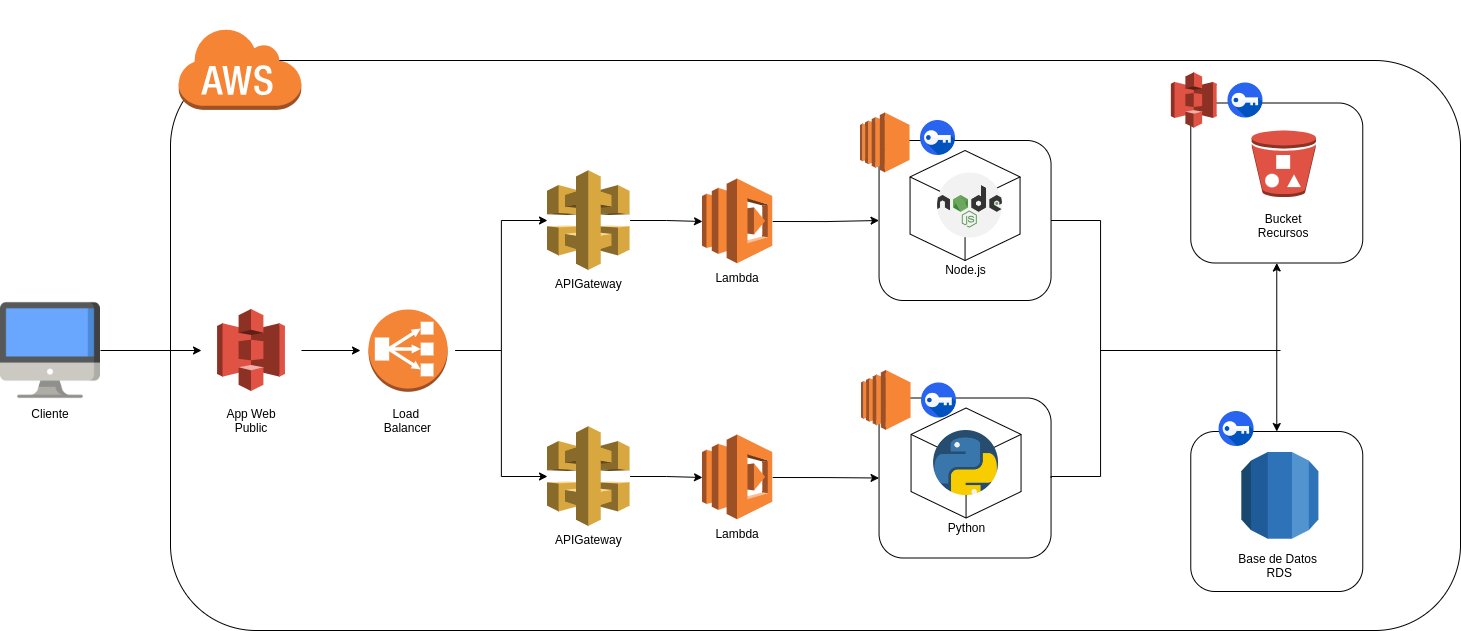 AWS
Cliente
App Web
Public
Load
Balancer
APIGateway
Lambda
node
JS
Node.js
APIGateway
Lambda
Python
Bucket
Recursos
Base de Datos
RDS